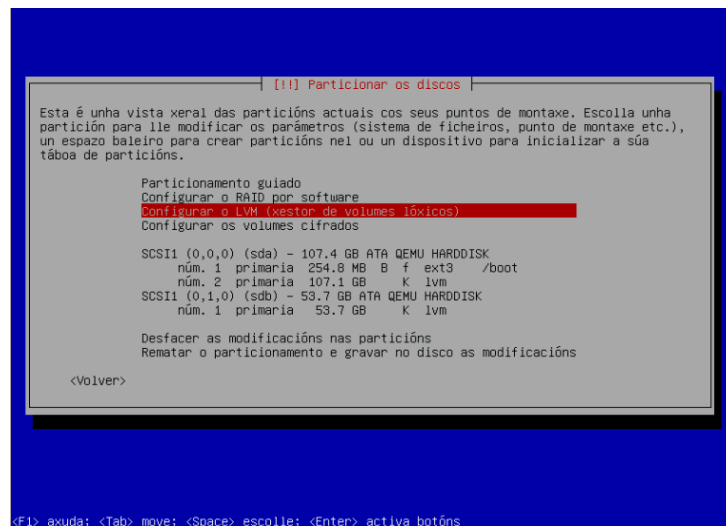 [!!] Particionar os discos
Esta é unha vista xeral das particións actuais cos seus puntos de montaxe. Escolla unha
partición para lle modificar os parámetros (sistema de ficheiros, punto de montaxe etc.),
un espazo baleiro para crear particións nel ou un dispositivo para inicializar a súa
táboa de particións.
Particionamento guiado
Configurar o RAID por software
Configurar o LVM (xestor de volumes lóxicos)
Configurar os volumes cifrados
SCSI1 (0,0,0) (sda) - 107.4 GB ATA QEMU HARDDISK
núm. 1 primaria 254.8 MB B f ext3 /boot
núm. 2 primaria 107.1 GB K lvm
SCSI1 (0,1,0) (sdb) - 53.7 GB ATA QEMU HARDDISK
núm. 1 primaria 53.7 GB K lvm
Desfacer as modificacións nas particións
Rematar o particionamento e gravar no disco as modificacións
<Volver>
<F1> axuda; <Tab> move; <Space> escolle; <Enter> activa botóns